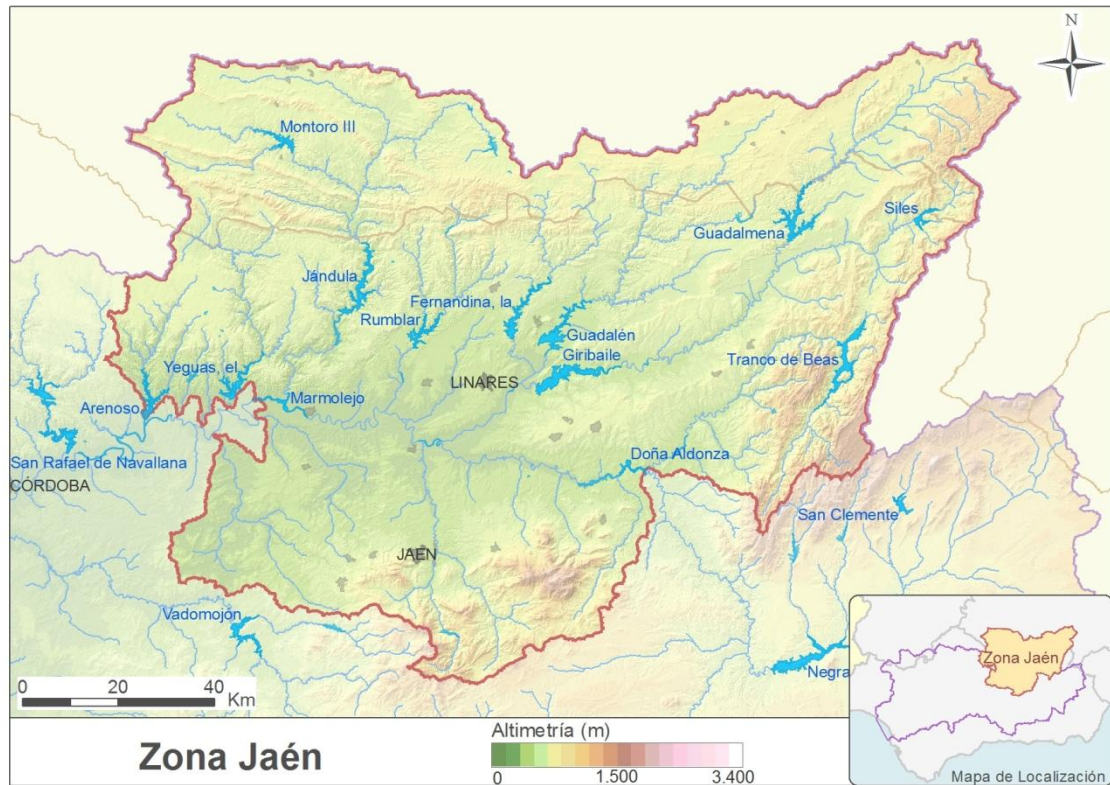 N
Montoro III
Siles
Guadalmena
Jándula
Fernandina, la
Rumblar
Guadalén
Giribaile
Tranco de Beas
Yeguas, el
LINARES
Marmolejo
Arenoso
Doña Aldonza
San Rafael de Navallana
CÓRDOBA
San Clemente
JAÉN
Vadomojón
Negra
Zona Jaén
0 20 40
Km
Zona Jaén
Altimetría (m)
0 1.500 3.400
Mapa de Localización